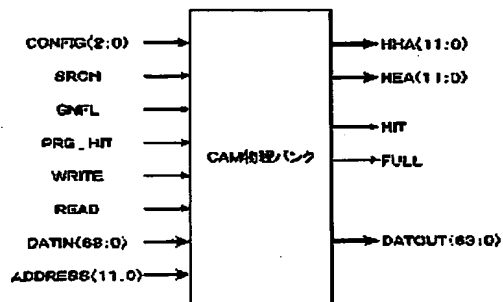 CONFIG(2:0)
SRCH
GNFL
PRG_HIT
WRITE
READ
DATIN(63:0)
ADDRESS(11:0)
CAM物理バンク
HHA(11:0)
HEA(11:0)
HIT
FULL
DATOUT(63:0)